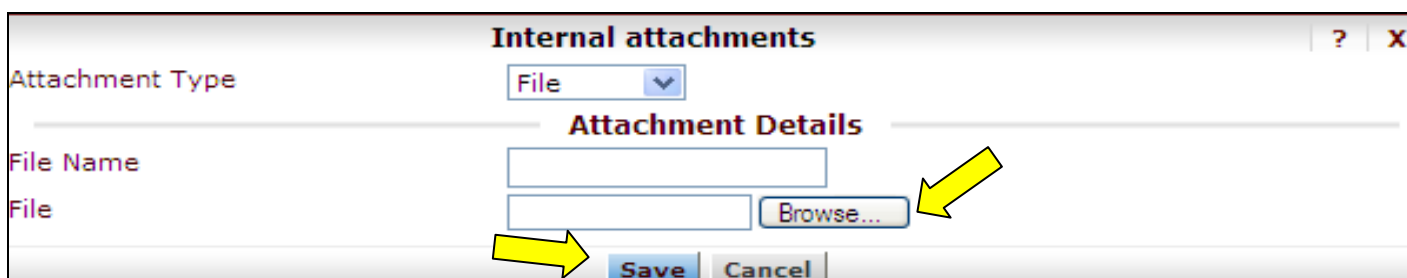 Internal attachments ? X
Attachment Type File
Attachment Details
File Name
File Browse...
Save Cancel